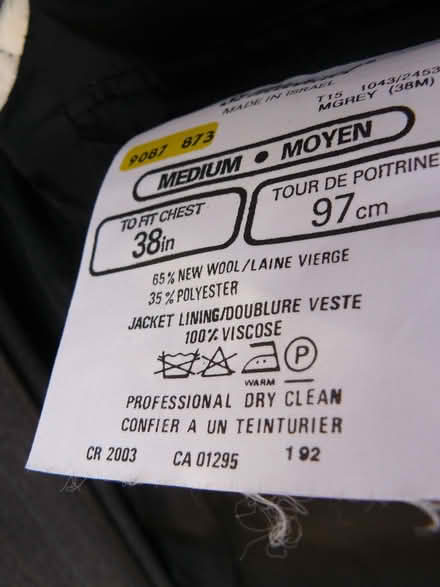 MADE IN ISRAEL
T15 1043/2453
MGREY (38M)
9087 873
MEDIUM • MOYEN
TO FIT CHEST
38in
TOUR DE POITRINE
97cm
65% NEW WOOL/LAINE VIERGE
35% POLYESTER
JACKET LINING/DOUBLURE VESTE
100% VISCOSE
WARM
P
PROFESSIONAL DRY CLEAN
CONFIER A UN TEINTURIER
CR 2003 CA 01295 1 92